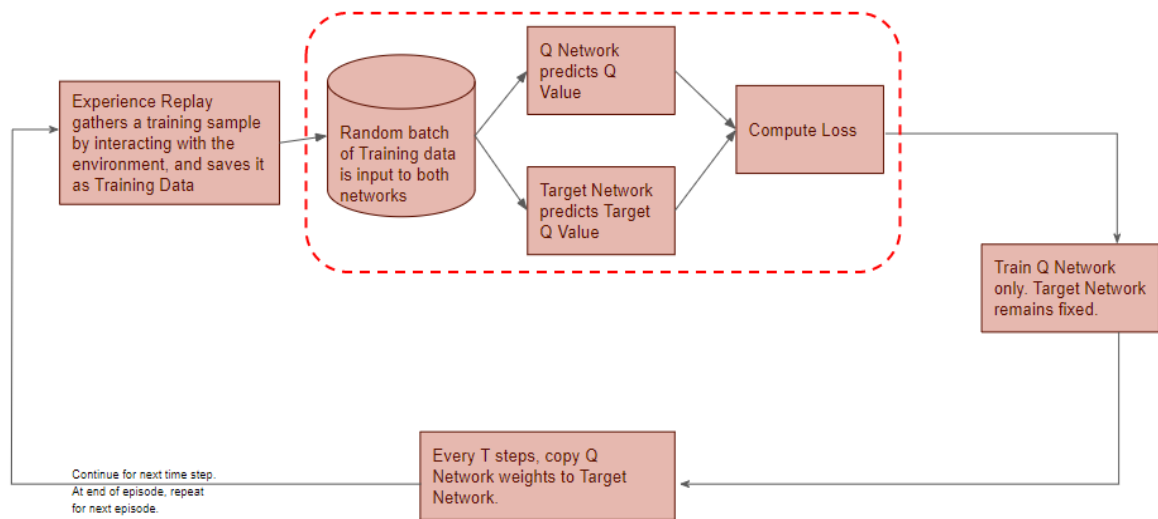 Experience Replay
gathers a training sample
by interacting with the
environment, and saves it
as Training Data
Random batch
of Training data
is input to both
networks
Q Network
predicts Q
Value
Target Network
predicts Target
Q Value
Compute Loss
Train Q Network
only. Target Network
remains fixed.
Every T steps, copy Q
Network weights to Target
Network.
Continue for next time step.
At end of episode, repeat
for next episode.